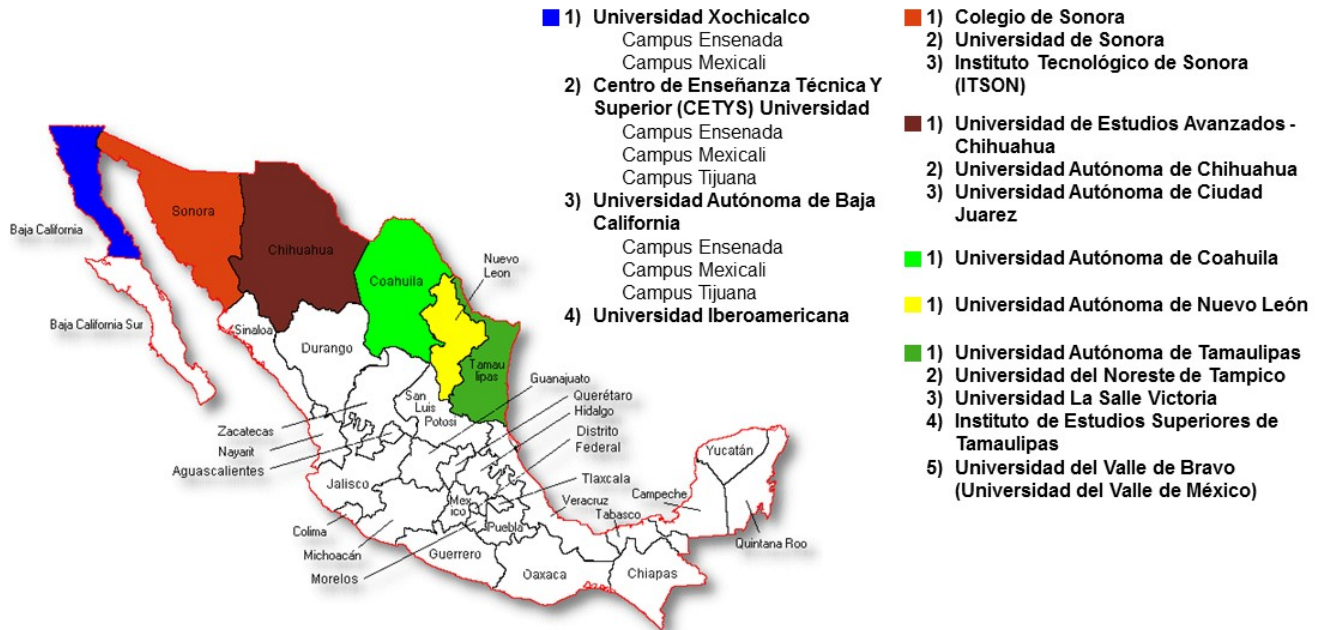 1) Universidad Xochicalco
Campus Ensenada
Campus Mexicali
2) Centro de Enseñanza Técnica Y
Superior (CETYS) Universidad
Campus Ensenada
Campus Mexicali
Campus Tijuana
3) Universidad Autónoma de Baja
California
Campus Ensenada
Campus Mexicali
Campus Tijuana
4) Universidad Iberoamericana
1) Colegio de Sonora
2) Universidad de Sonora
3) Instituto Tecnológico de Sonora
(ITSON)
1) Universidad de Estudios Avanzados -
Chihuahua
2) Universidad Autónoma de Chihuahua
3) Universidad Autónoma de Ciudad
Juarez
1) Universidad Autónoma de Coahuila
1) Universidad Autónoma de Nuevo León
1) Universidad Autónoma de Tamaulipas
2) Universidad del Noreste de Tampico
3) Universidad La Salle Victoria
4) Instituto de Estudios Superiores de
Tamaulipas
5) Universidad del Valle de Bravo
(Universidad del Valle de México)
Baja California
Sonora
Chihuahua
Coahuila
Nuevo
Leon
Baja California Sur
Sinaloa
Durango
Tamau
lipas
San
Luis
Potosi
Guanajuato
Querétaro
Hidalgo
Distrito
Federal
Zacatecas
Nayarit
Aguascalientes
Jalisco
Tlaxcala
Veracruz
Tabasco
Campeche
Yucatán
Quintana Roo
Colima
Michoacán
Morelos
Mex
ico
Puebla
Guerrero
Oaxaca
Chiapas